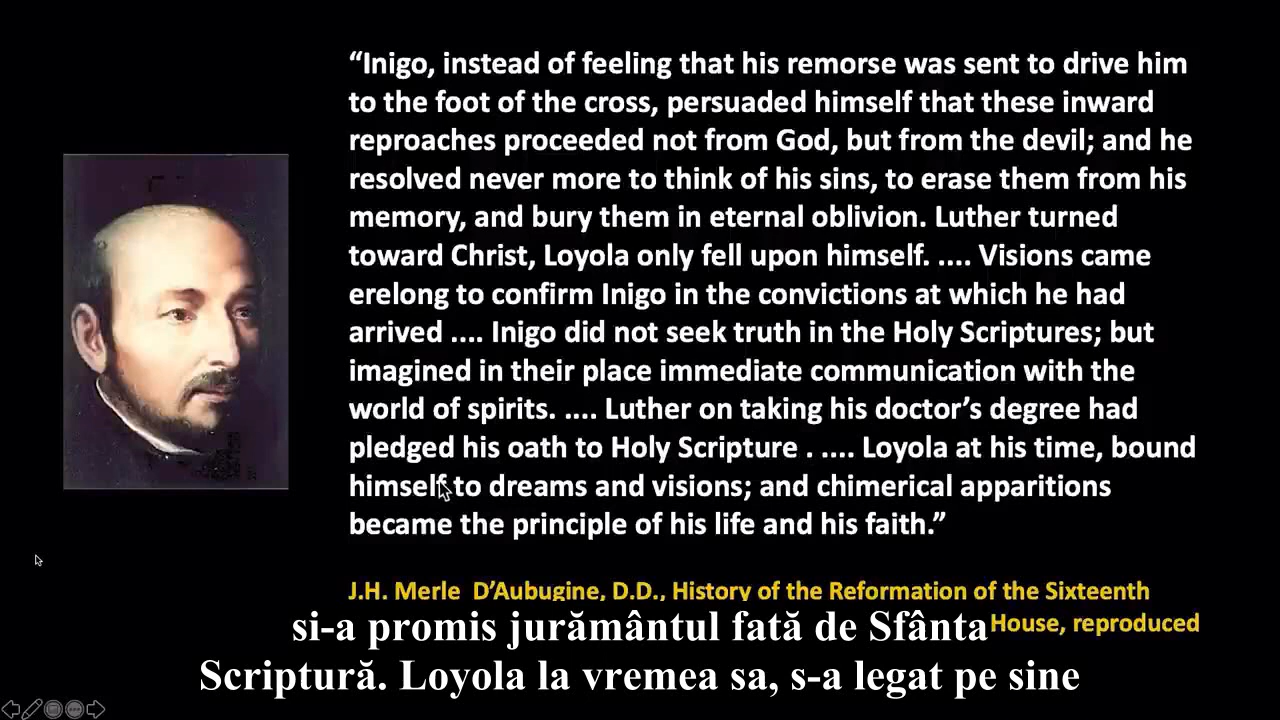 “Inigo, instead of feeling that his remorse was sent to drive him
to the foot of the cross, persuaded himself that these inward
reproaches proceeded not from God, but from the devil; and he
resolved never more to think of his sins, to erase them from his
memory, and bury them in eternal oblivion. Luther turned
toward Christ, Loyola only fell upon himself. .... Visions came
erelong to confirm Inigo in the convictions at which he had
arrived .... Inigo did not seek truth in the Holy Scriptures; but
imagined in their place immediate communication with the
world of spirits. .... Luther on taking his doctor’s degree had
pledged his oath to Holy Scripture . .... Loyola at his time, bound
himself to dreams and visions; and chimerical apparitions
became the principle of his life and his faith.”
J.H. Merle D’Aubugine, D.D., History of the Reformation of the Sixteenth
House, reproduced
si-a promis jurământul fată de Sfânta
Scriptură. Loyola la vremea sa, s-a legat pe sine